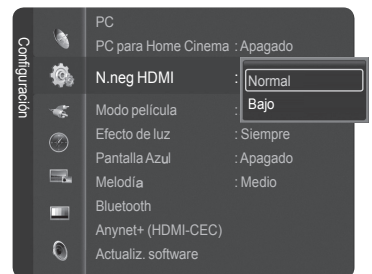 Configuración
PC
PC para Home Cinema : Apagado
N.neg HDMI :
Normal
Bajo
Modo película :
Efecto de luz : Siempre
Pantalla Azul : Apagado
Melodía : Medio
Bluetooth
Anynet+ (HDMI-CEC)
Actualiz. software